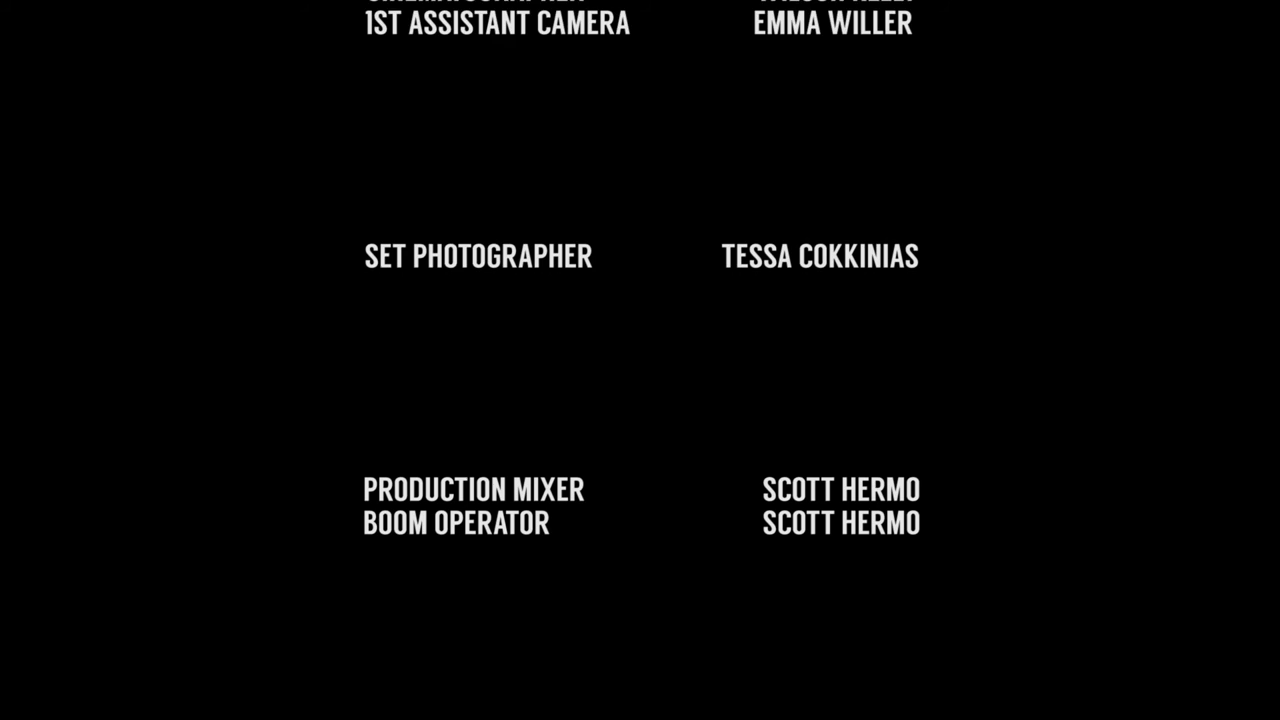 1ST ASSISTANT CAMERA EMMA WILLER
SET PHOTOGRAPHER TESSA COKKINIAS
PRODUCTION MIXER SCOTT HERMO
BOOM OPERATOR SCOTT HERMO